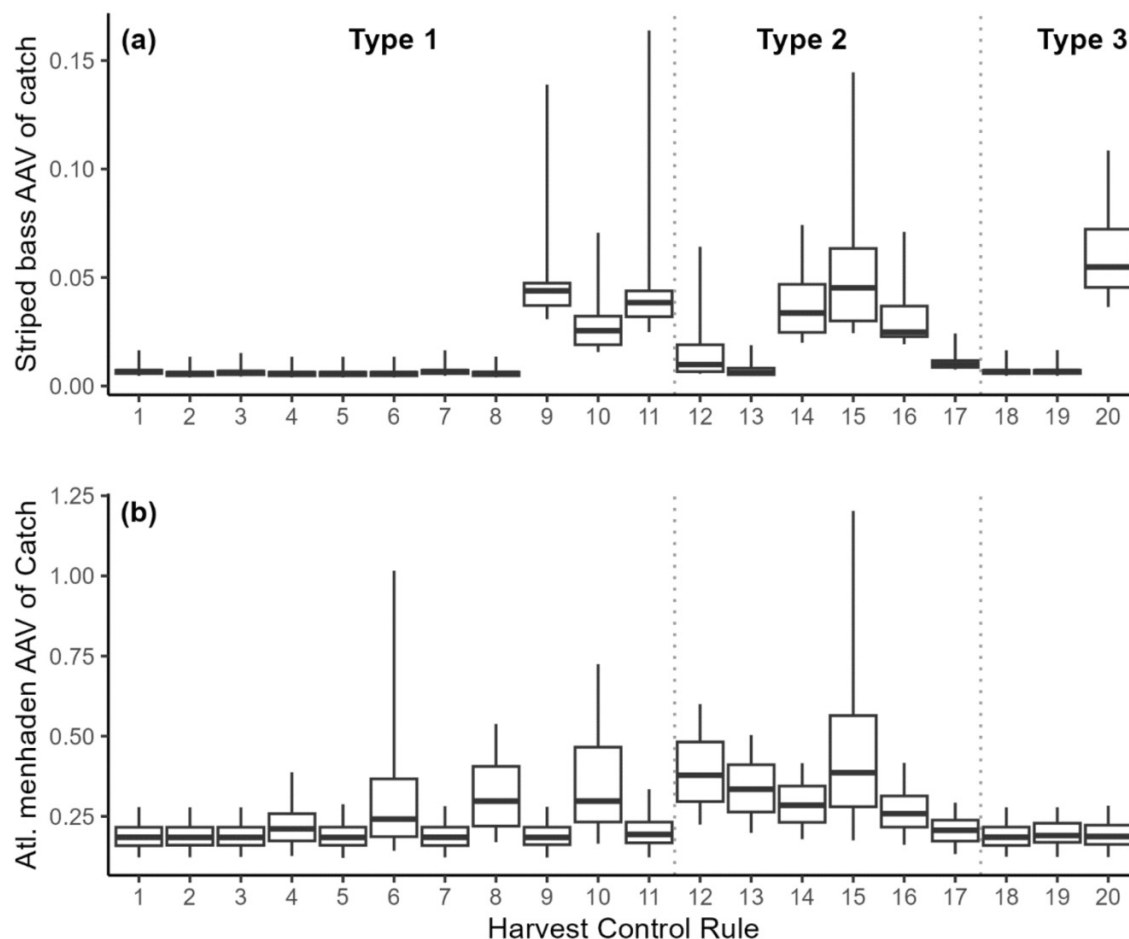 (a) Type 1 Type 2 Type 3
Striped bass AAV of catch
0.15
0.10
0.05
0.00
1 2 3 4 5 6 7 8 9 10 11 12 13 14 15 16 17 18 19 20
(b)
Atl. menhaden AAV of Catch
1.25
1.00
0.75
0.50
0.25
1 2 3 4 5 6 7 8 9 10 11 12 13 14 15 16 17 18 19 20
Harvest Control Rule